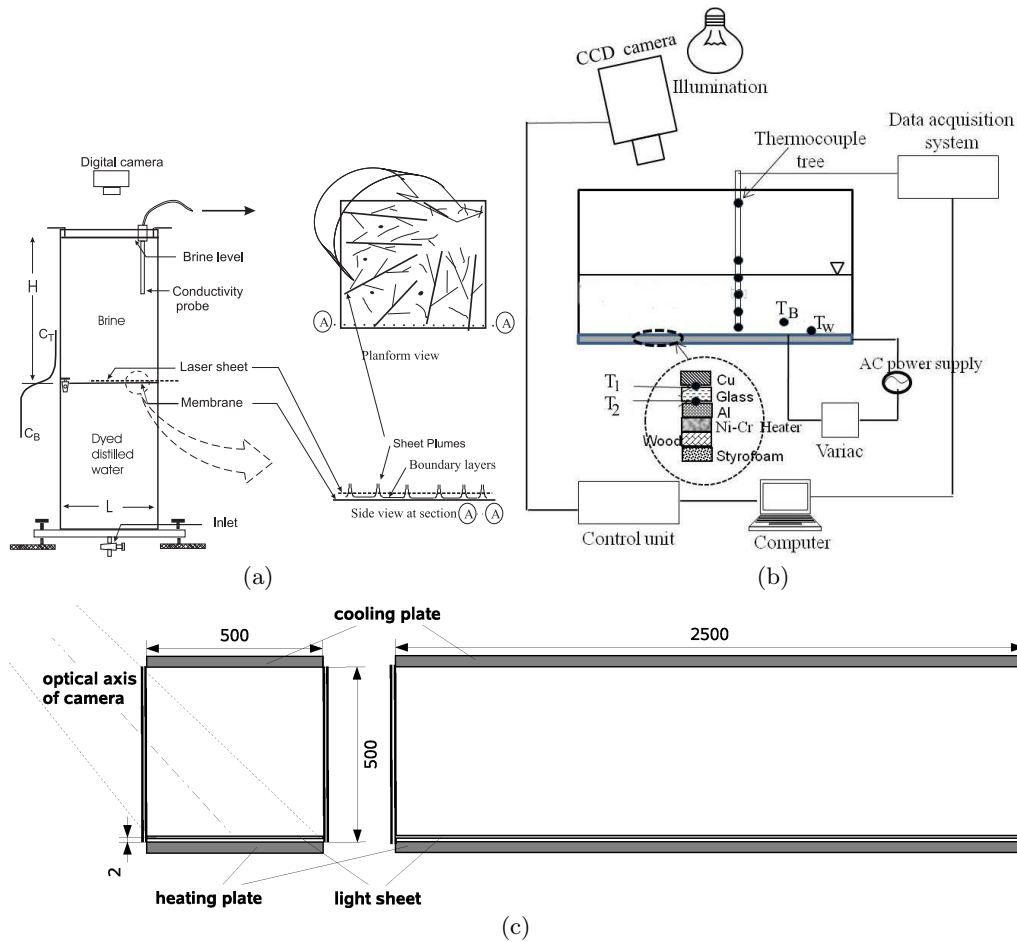 Digital camera
Brine level
H
Conductivity
probe
Brine
C_T
Laser sheet
Membrane
C_B
Dyed
distilled
water
L
Inlet
A
A
Planform view
Sheet Plumes
Boundary layers
Side view at section A - A
(a)
CCD camera
Illumination
Thermocouple
tree
Data acquisition
system
T_B
T_w
AC power supply
T_1
T_2
Cu
Glass
Al
Ni-Cr Heater
Wood
Styrofoam
Variac
Control unit
Computer
(b)
cooling plate
500
2500
optical axis
of camera
500
2
heating plate
light sheet
(c)